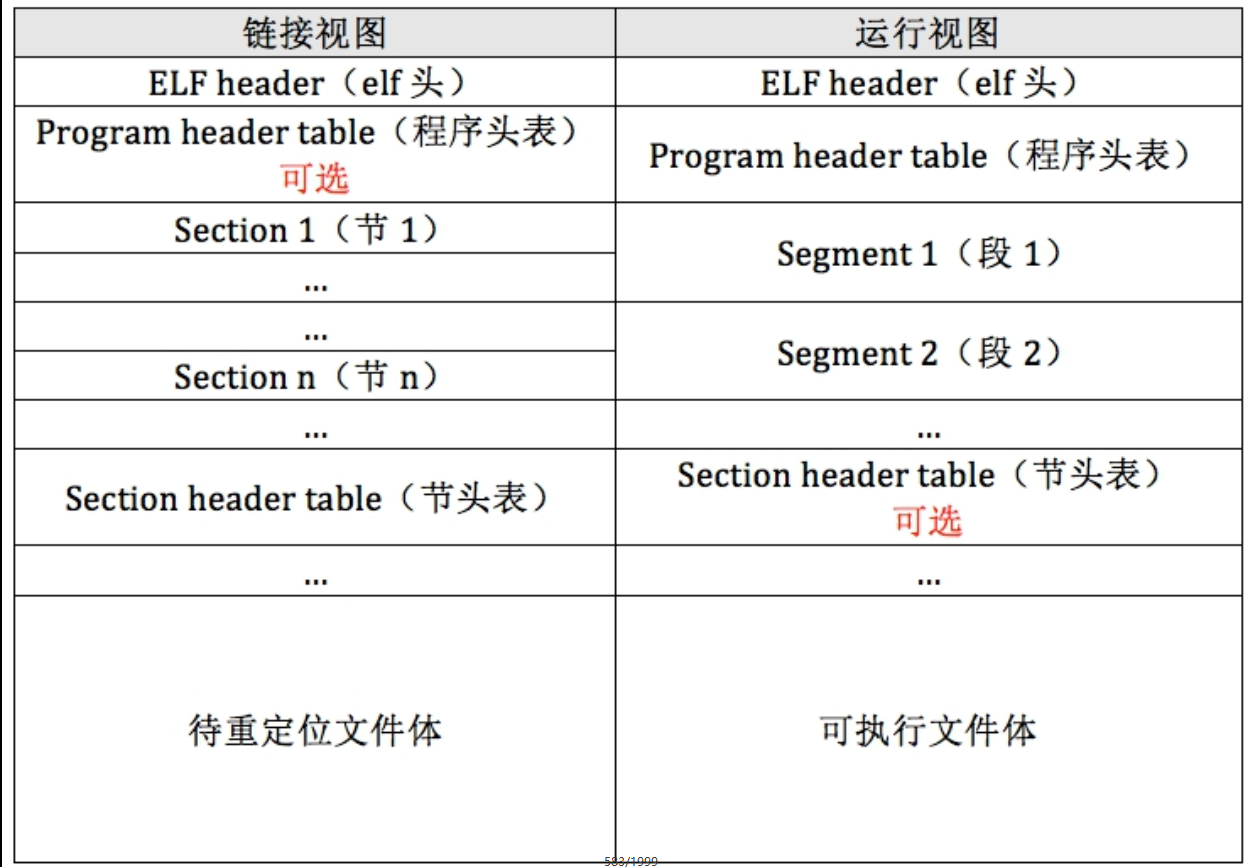 链接视图
运行视图
ELF header（elf 头）
ELF header（elf 头）
Program header table（程序头表）
可选
Program header table（程序头表）
Section 1（节 1）
...
Segment 1（段 1）
...
Section n（节 n）
Segment 2（段 2）
...
...
Section header table（节头表）
Section header table（节头表）
可选
...
...
待重定位文件体
可执行文件体
583/1999